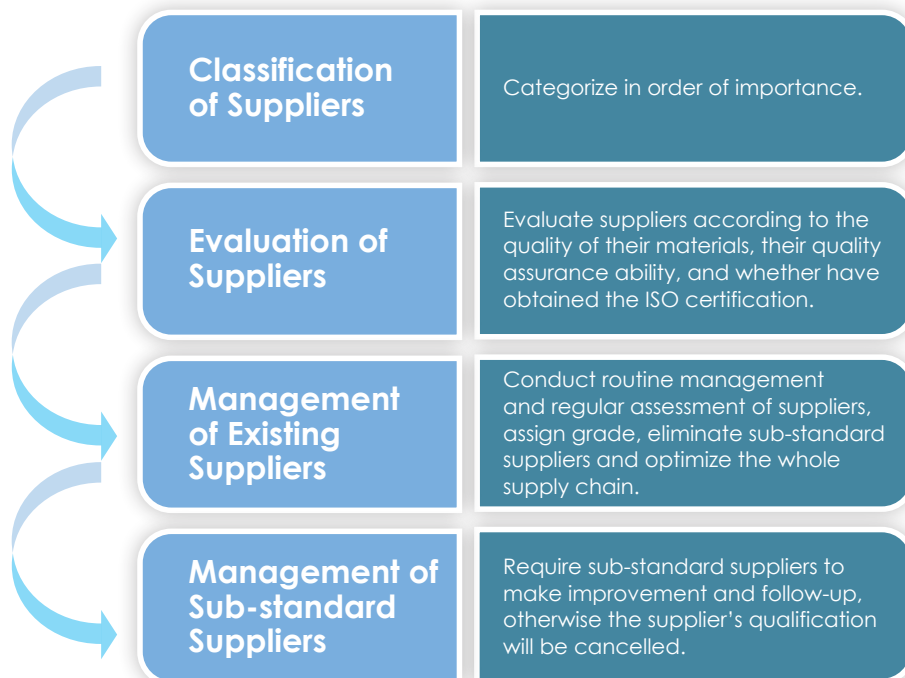 Classification
of Suppliers
Categorize in order of importance.
Evaluation of
Suppliers
Evaluate suppliers according to the
quality of their materials, their quality
assurance ability, and whether have
obtained the ISO certification.
Management
of Existing
Suppliers
Conduct routine management
and regular assessment of suppliers,
assign grade, eliminate sub-standard
suppliers and optimize the whole
supply chain.
Management of
Sub-standard
Suppliers
Require sub-standard suppliers to
make improvement and follow-up,
otherwise the supplier’s qualification
will be cancelled.